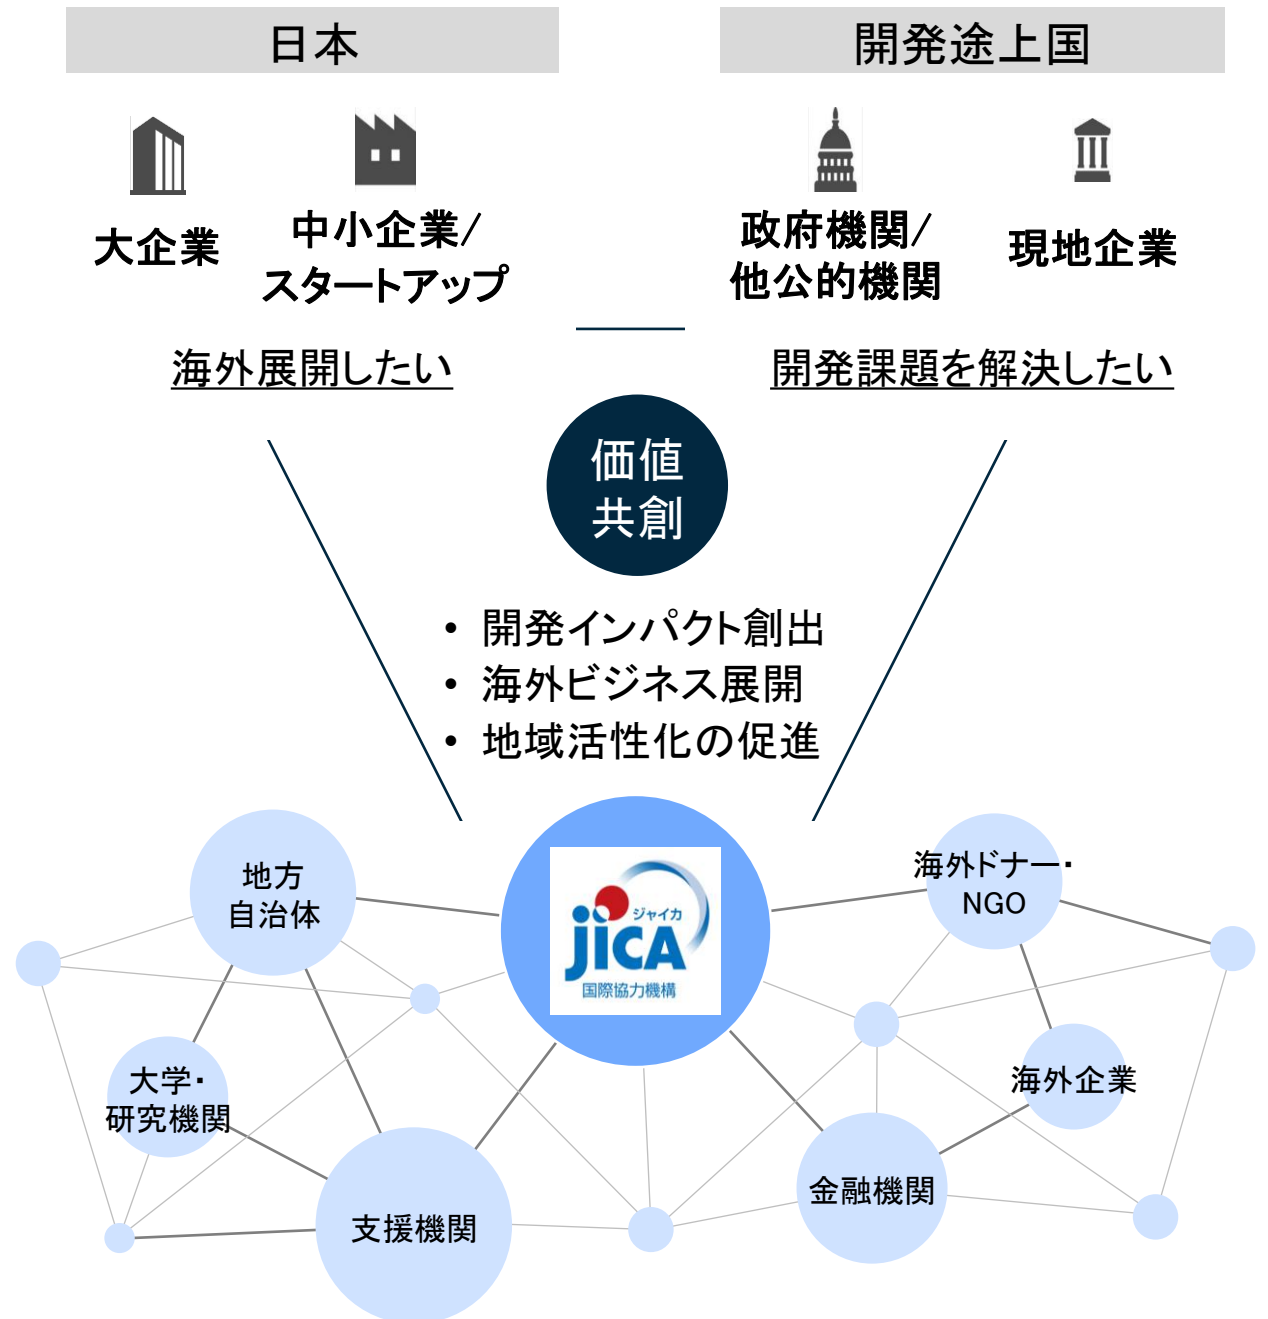 日本
開発途上国
大企業
中小企業/
スタートアップ
政府機関/
他公的機関
現地企業
海外展開したい
開発課題を解決したい
価値
共創
• 開発インパクト創出
• 海外ビジネス展開
• 地域活性化の促進
地方
自治体
ジャイカ
JICA
国際協力機構
海外ドナー・
NGO
大学・
研究機関
海外企業
支援機関
金融機関